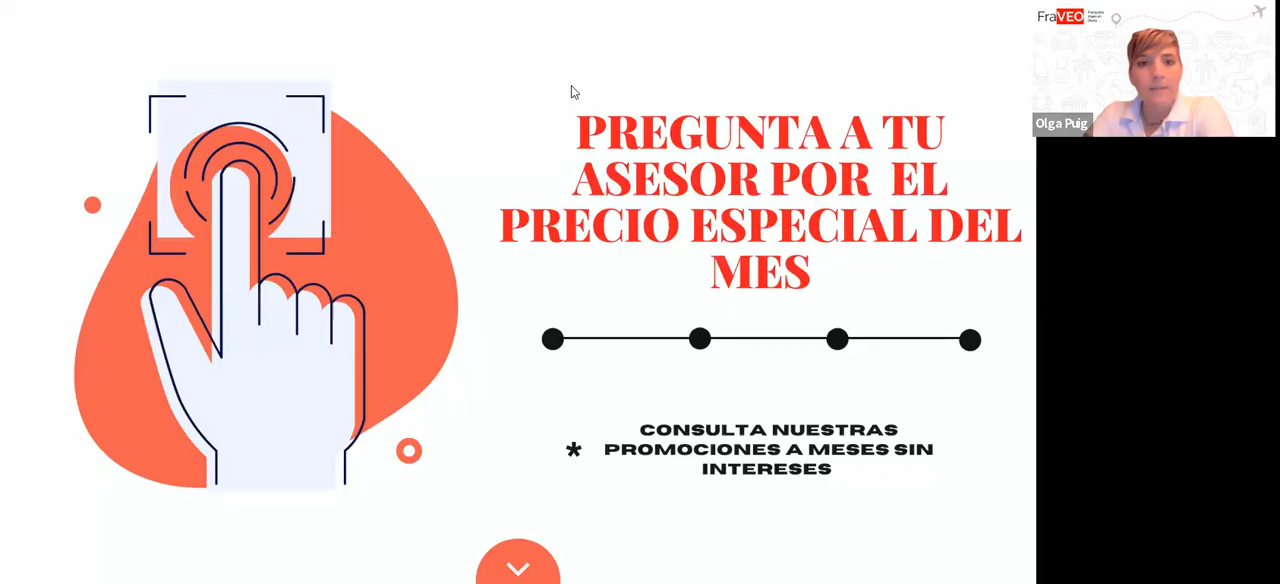 PREGUNTA A TU
ASESOR POR EL
PRECIO ESPECIAL DEL
MES
* CONSULTA NUESTRAS
PROMOCIONES A MESES SIN
INTERESES
FraVEO
Olga Puig